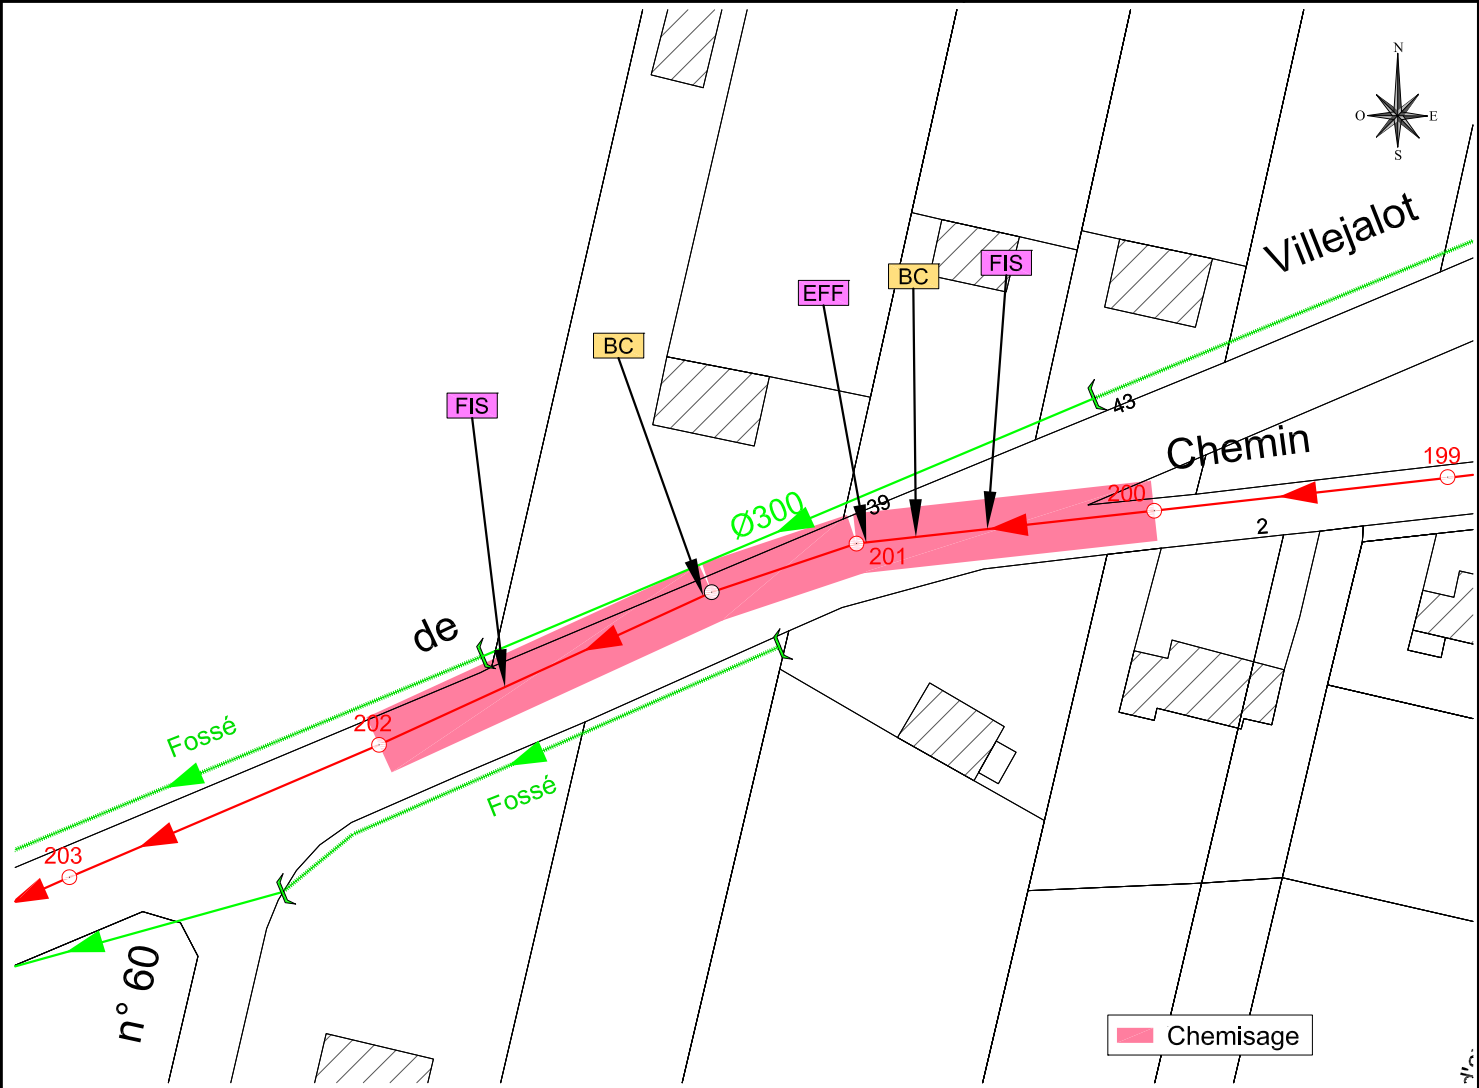 N
O
E
S
Villejalot
FIS
BC
EFF
BC
FIS
43
Chemin
199
200
39
Ø300
2
201
de
202
Fossé
Fossé
203
n° 60
Chemisage